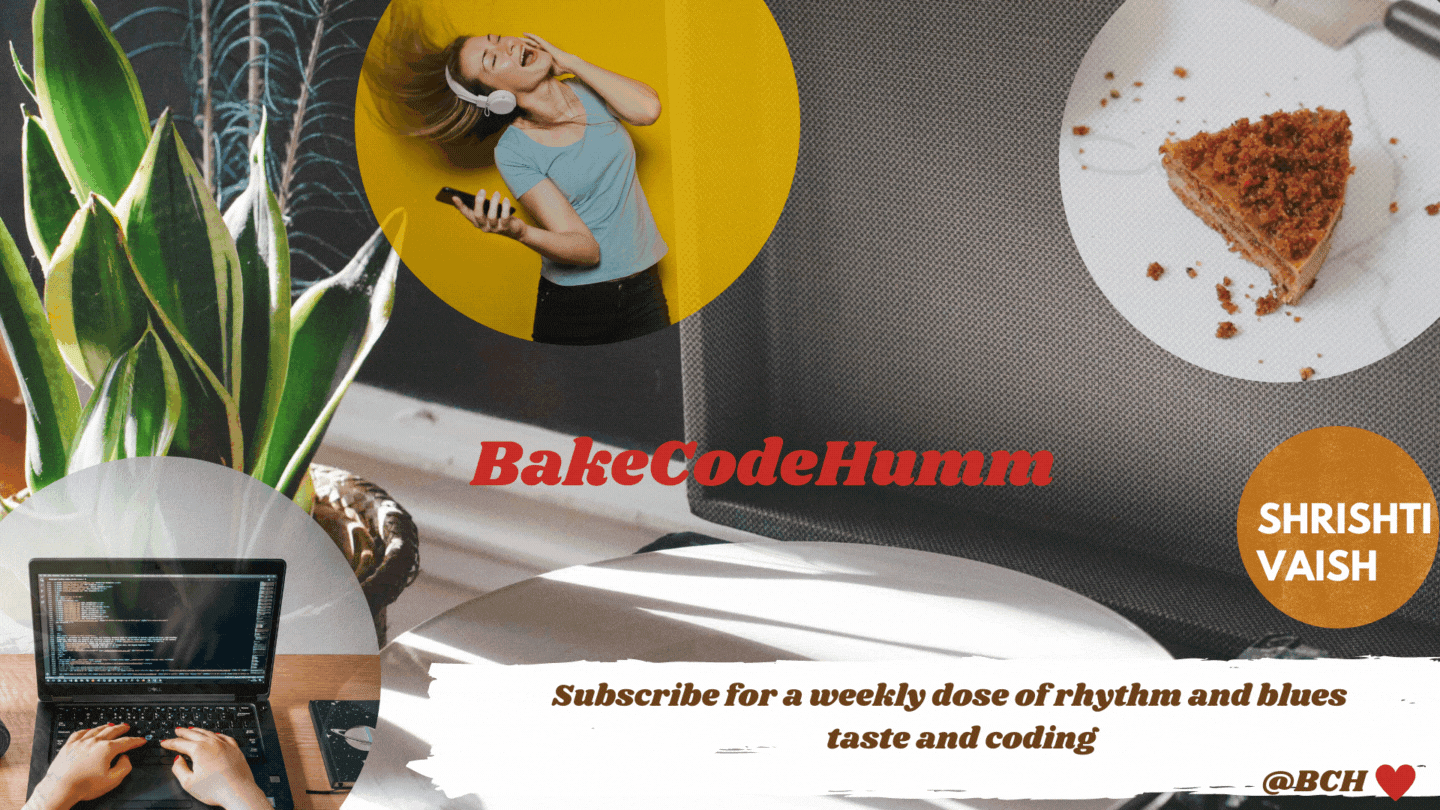 BakeCodeHumm
SHRISHTI
VAISH
Subscribe for a weekly dose of rhythm and blues
taste and coding
@BCH